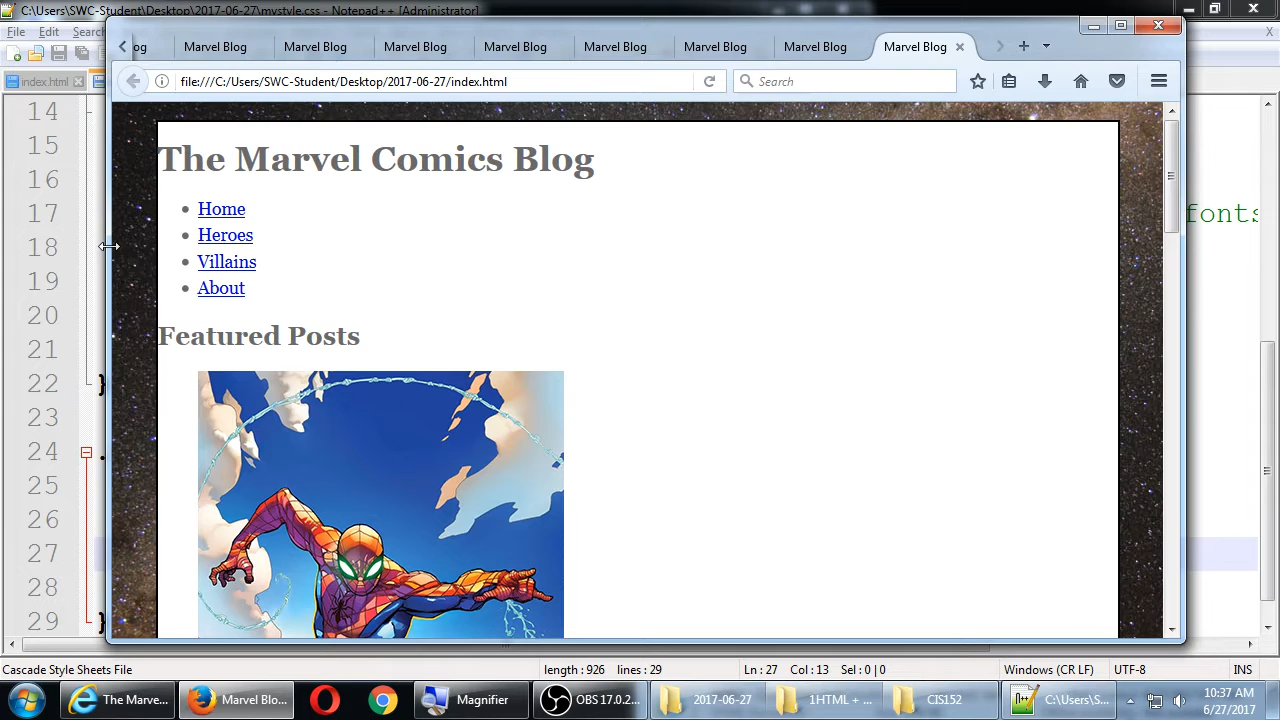 C:\Users\SWC-Student\Desktop\2017-06-27\mystyle.css - Notepad++ [Administrator]
File Edit Search
X
og Marvel Blog Marvel Blog Marvel Blog Marvel Blog Marvel Blog Marvel Blog Blog Marvel Blog
file:///C:/Users/SWC-Student/Desktop/2017-06-27/index.html
Search
index.html
14
15
16
17 fonts
18
19
20
21
22 }
23
24 .
25
26
27
28
29 }
The Marvel Comics Blog
Home
Heroes
Villains
About
Featured Posts
Cascade Style Sheets File length : 926 lines : 29 Ln : 27 Col : 13 Sel : 0 | 0 Windows (CR LF) UTF-8 INS
The Marve... Marvel Blo... Magnifier OBS 17.0.2... 2017-06-27 1HTML + ... CIS152 C:\Users\S... 10:37 AM
6/27/2017